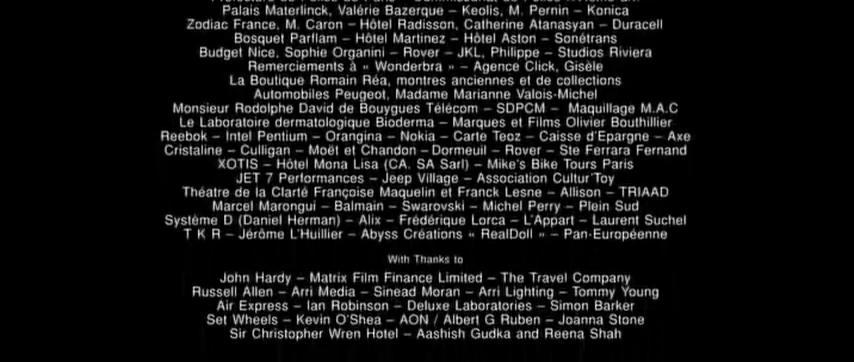 Palais Materlinck, Valérie Bazerque – Keolis, M. Pernin – Konica
Zodiac France, M. Caron – Hôtel Radisson, Catherine Atanasyan – Duracell
Bosquet Parflam – Hôtel Martinez – Hôtel Aston – Sonétrans
Budget Nice, Sophie Organini – Rover – JKL, Philippe – Studios Riviera
Remerciements à « Wonderbra » – Agence Click, Gisèle
La Boutique Romain Réa, montres anciennes et de collections
Automobiles Peugeot, Madame Marianne Valois-Michel
Monsieur Rodolphe David de Bouygues Télécom – SDPCM – Maquillage M.A.C
Le Laboratoire dermatologique Bioderma – Marques et Films Olivier Bouthillier
Reebok – Intel Pentium – Orangina – Nokia – Carte Teoz – Caisse d'Epargne – Axe
Cristaline – Culligan – Moët et Chandon – Dormeuil – Rover – Ste Ferrara Fernand
XOTIS – Hôtel Mona Lisa (CA. SA Sarl) – Mike's Bike Tours Paris
JET 7 Performances – Jeep Village – Association Cultur'Toy
Théatre de la Clarté Françoise Maquelin et Franck Lesne – Allison – TRIAAD
Marcel Marongui – Balmain – Swarovski – Michel Perry – Plein Sud
Système D (Daniel Herman) – Alix – Frédérique Lorca – L'Appart – Laurent Suchel
T K R – Jérôme L'Huillier – Abyss Créations « RealDoll » – Pan-Européenne
With Thanks to
John Hardy – Matrix Film Finance Limited – The Travel Company
Russell Allen – Arri Media – Sinead Moran – Arri Lighting – Tommy Young
Air Express – Ian Robinson – Deluxe Laboratories – Simon Barker
Set Wheels – Kevin O'Shea – AON / Albert G Ruben – Joanna Stone
Sir Christopher Wren Hotel – Aashish Gudka and Reena Shah